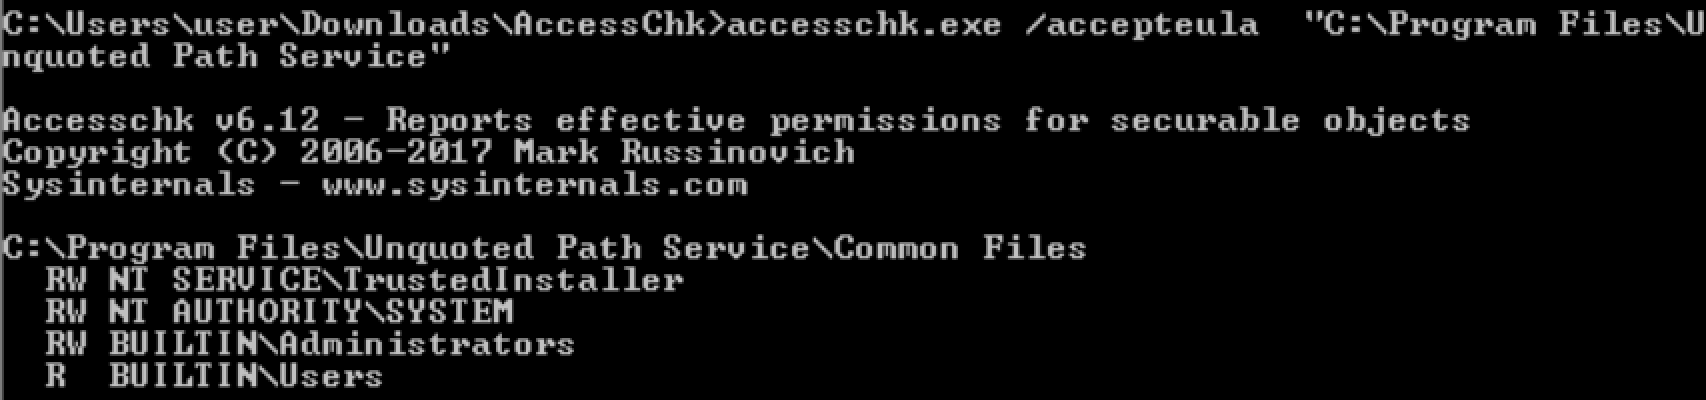 C:\Users\user\Downloads\AccessChk>accesschk.exe /accepteula  "C:\Program Files\U
nquoted Path Service"
Accesschk v6.12 - Reports effective permissions for securable objects
Copyright (C) 2006-2017 Mark Russinovich
Sysinternals - www.sysinternals.com
C:\Program Files\Unquoted Path Service\Common Files
  RW NT SERVICE\TrustedInstaller
  RW NT AUTHORITY\SYSTEM
  RW BUILTIN\Administrators
  R  BUILTIN\Users